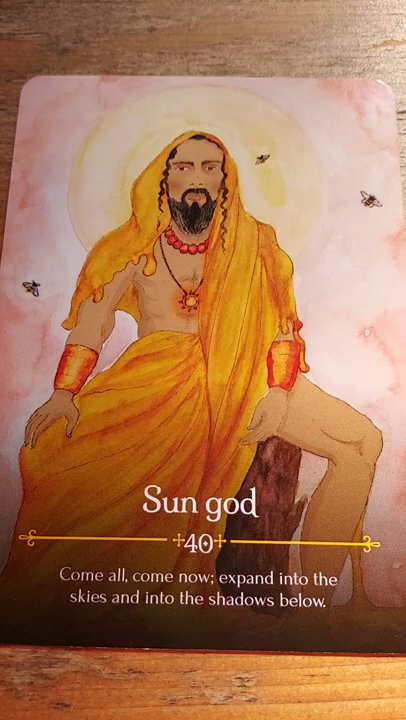 Sun god
40
Come all, come now; expand into the
skies and into the shadows below.